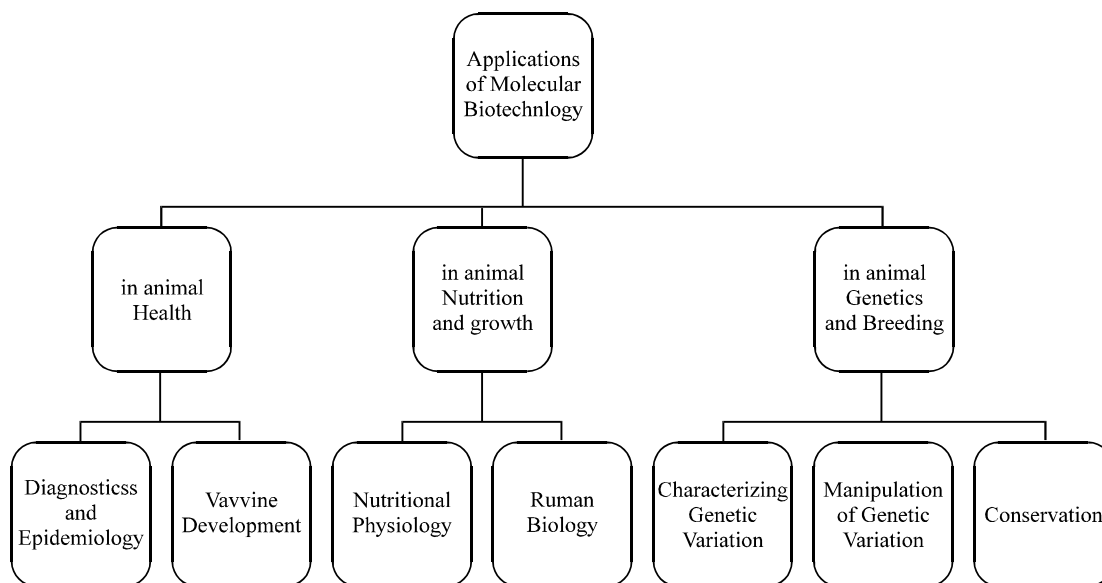 Applications
of Molecular
Biotechnlogy
in animal
Health
in animal
Nutrition
and growth
in animal
Genetics
and Breeding
Diagnosticss
and
Epidemiology
Vavvine
Development
Nutritional
Physiology
Ruman
Biology
Characterizing
Genetic
Variation
Manipulation
of Genetic
Variation
Conservation